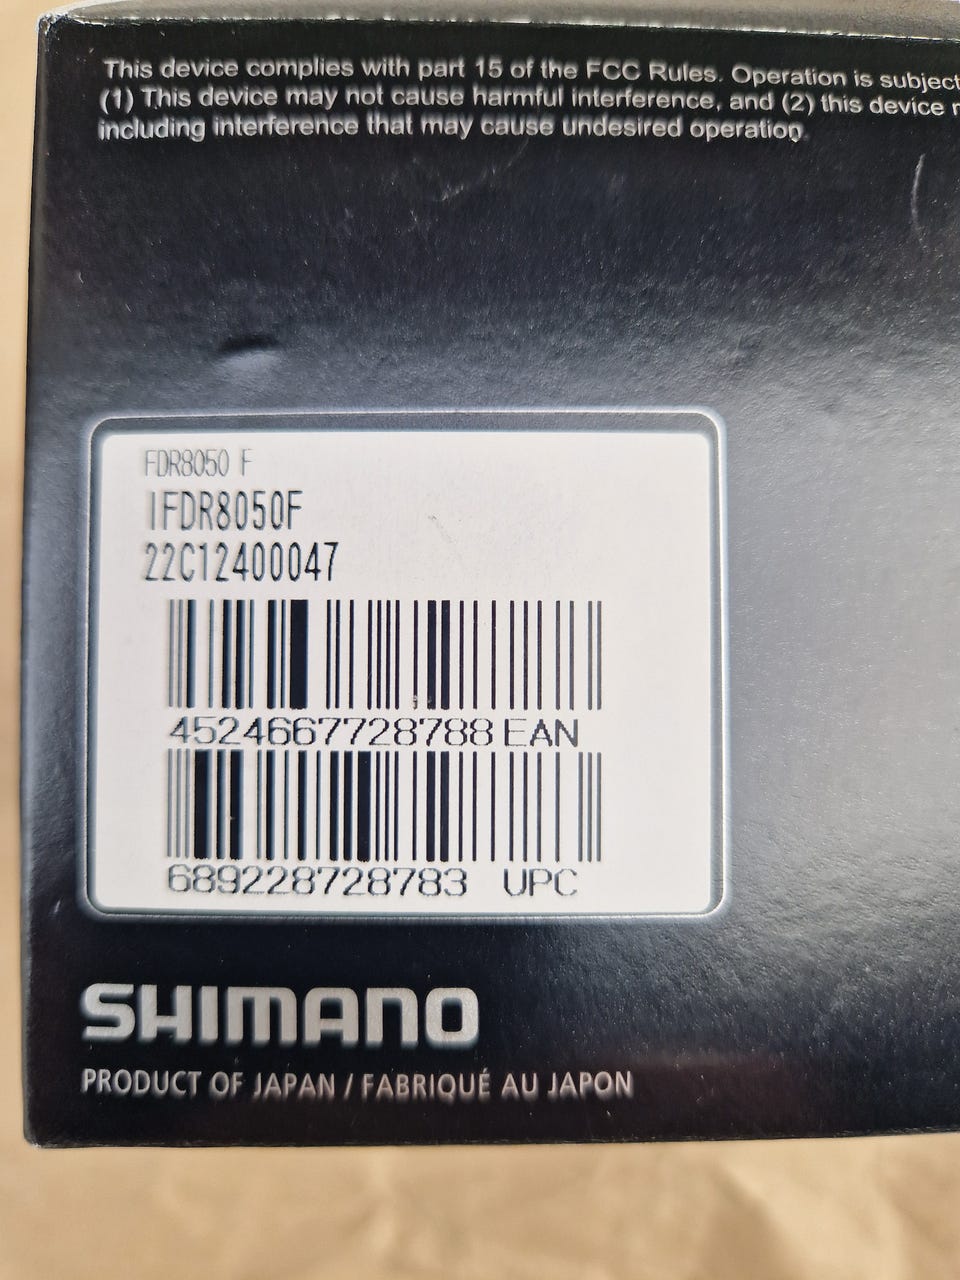 This device complies with part 15 of the FCC Rules. Operation is subject
(1) This device may not cause harmful interference, and (2) this device
including interference that may cause undesired operation.
FDR8050 F
IFDR8050F
22C12400047
4524667728788 EAN
689228728783 UPC
SHIMANO
PRODUCT OF JAPAN / FABRIQUÉ AU JAPON